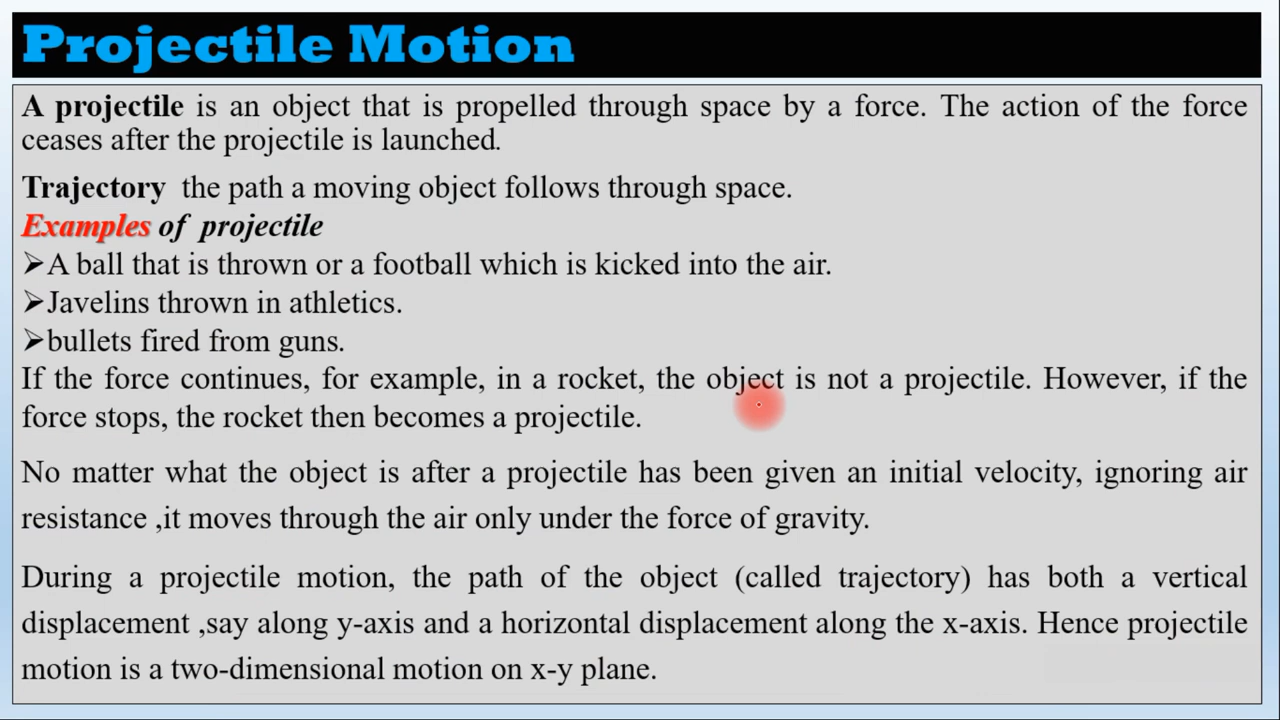 Projectile Motion
A projectile is an object that is propelled through space by a force. The action of the force
ceases after the projectile is launched.
Trajectory the path a moving object follows through space.
Examples of projectile
➢A ball that is thrown or a football which is kicked into the air.
➢Javelins thrown in athletics.
➢bullets fired from guns.
If the force continues, for example, in a rocket, the object is not a projectile. However, if the
force stops, the rocket then becomes a projectile.
No matter what the object is after a projectile has been given an initial velocity, ignoring air
resistance ,it moves through the air only under the force of gravity.
During a projectile motion, the path of the object (called trajectory) has both a vertical
displacement ,say along y-axis and a horizontal displacement along the x-axis. Hence projectile
motion is a two-dimensional motion on x-y plane.